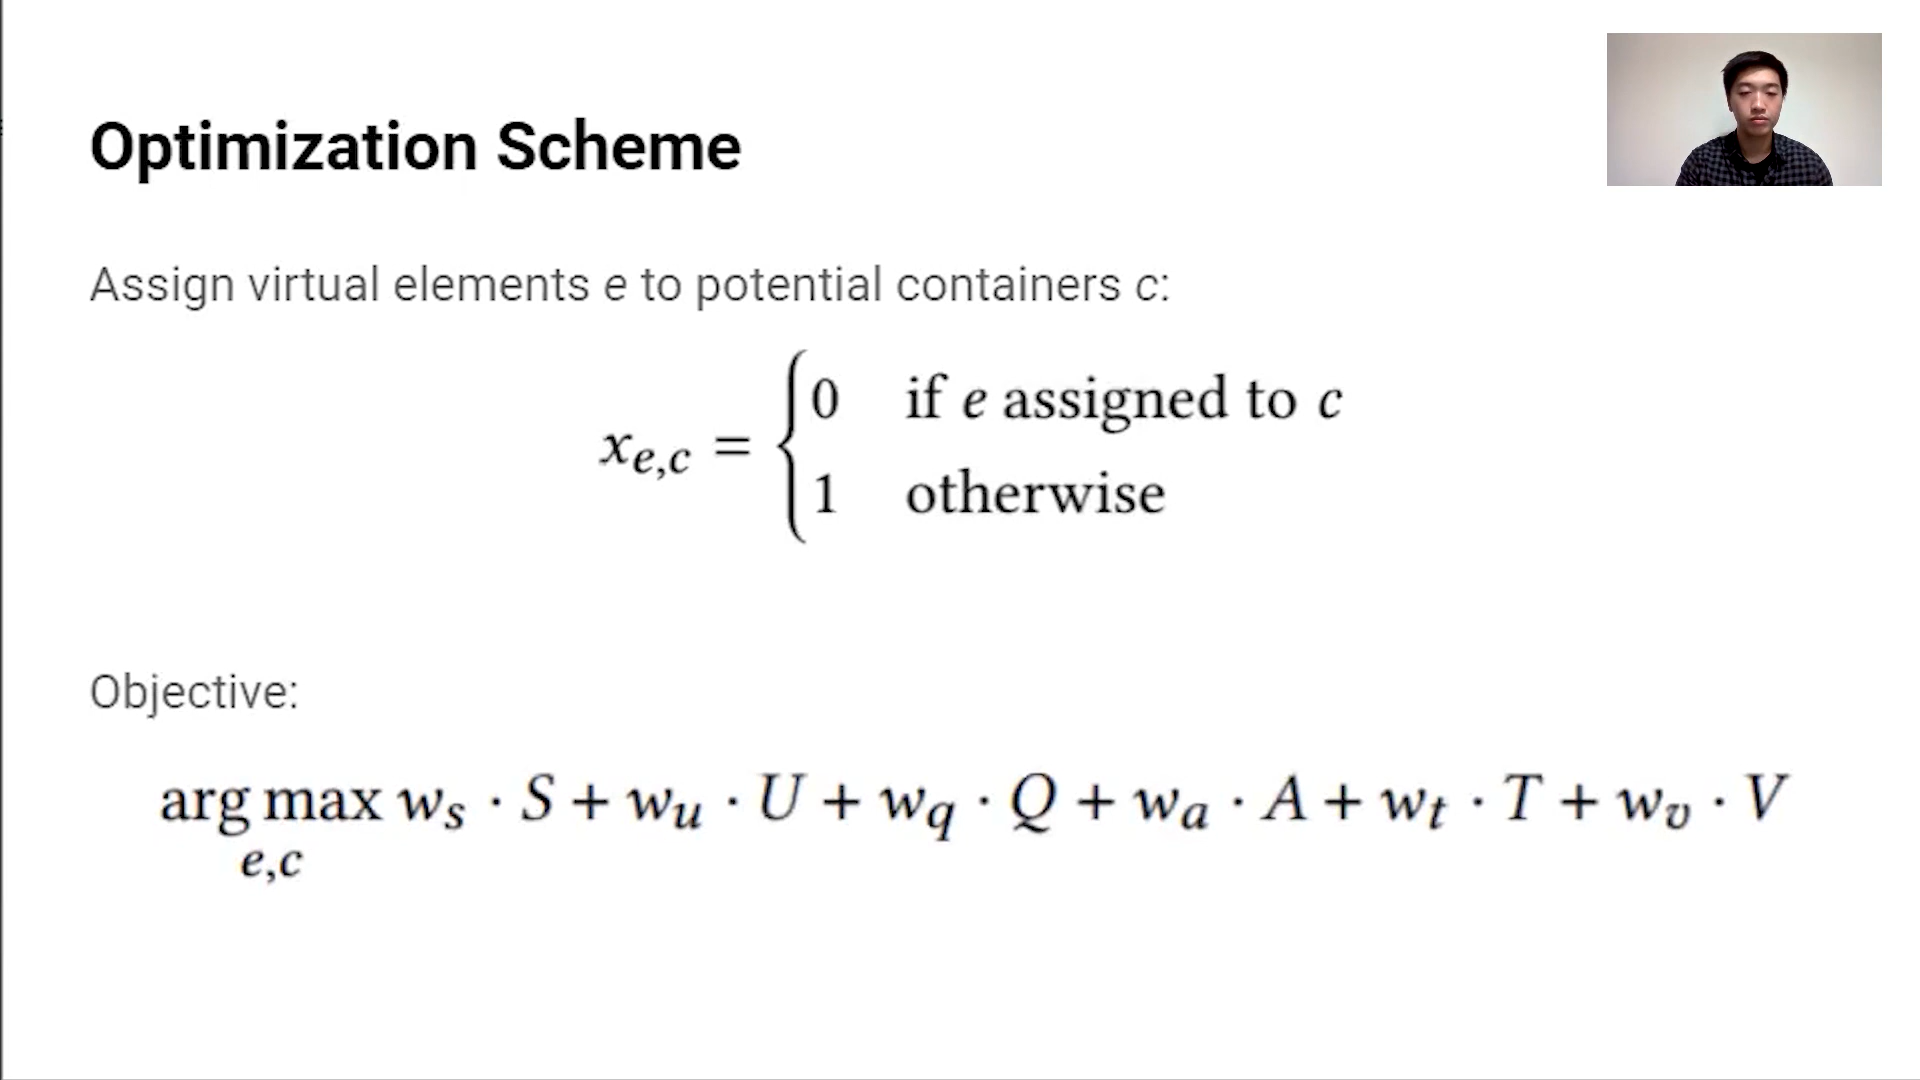 Optimization Scheme
Assign virtual elements e to potential containers c:
x_{e,c} = { 0 if e assigned to c
1 otherwise
Objective:
arg max w_s · S + w_u · U + w_q · Q + w_a · A + w_t · T + w_v · V
e,c